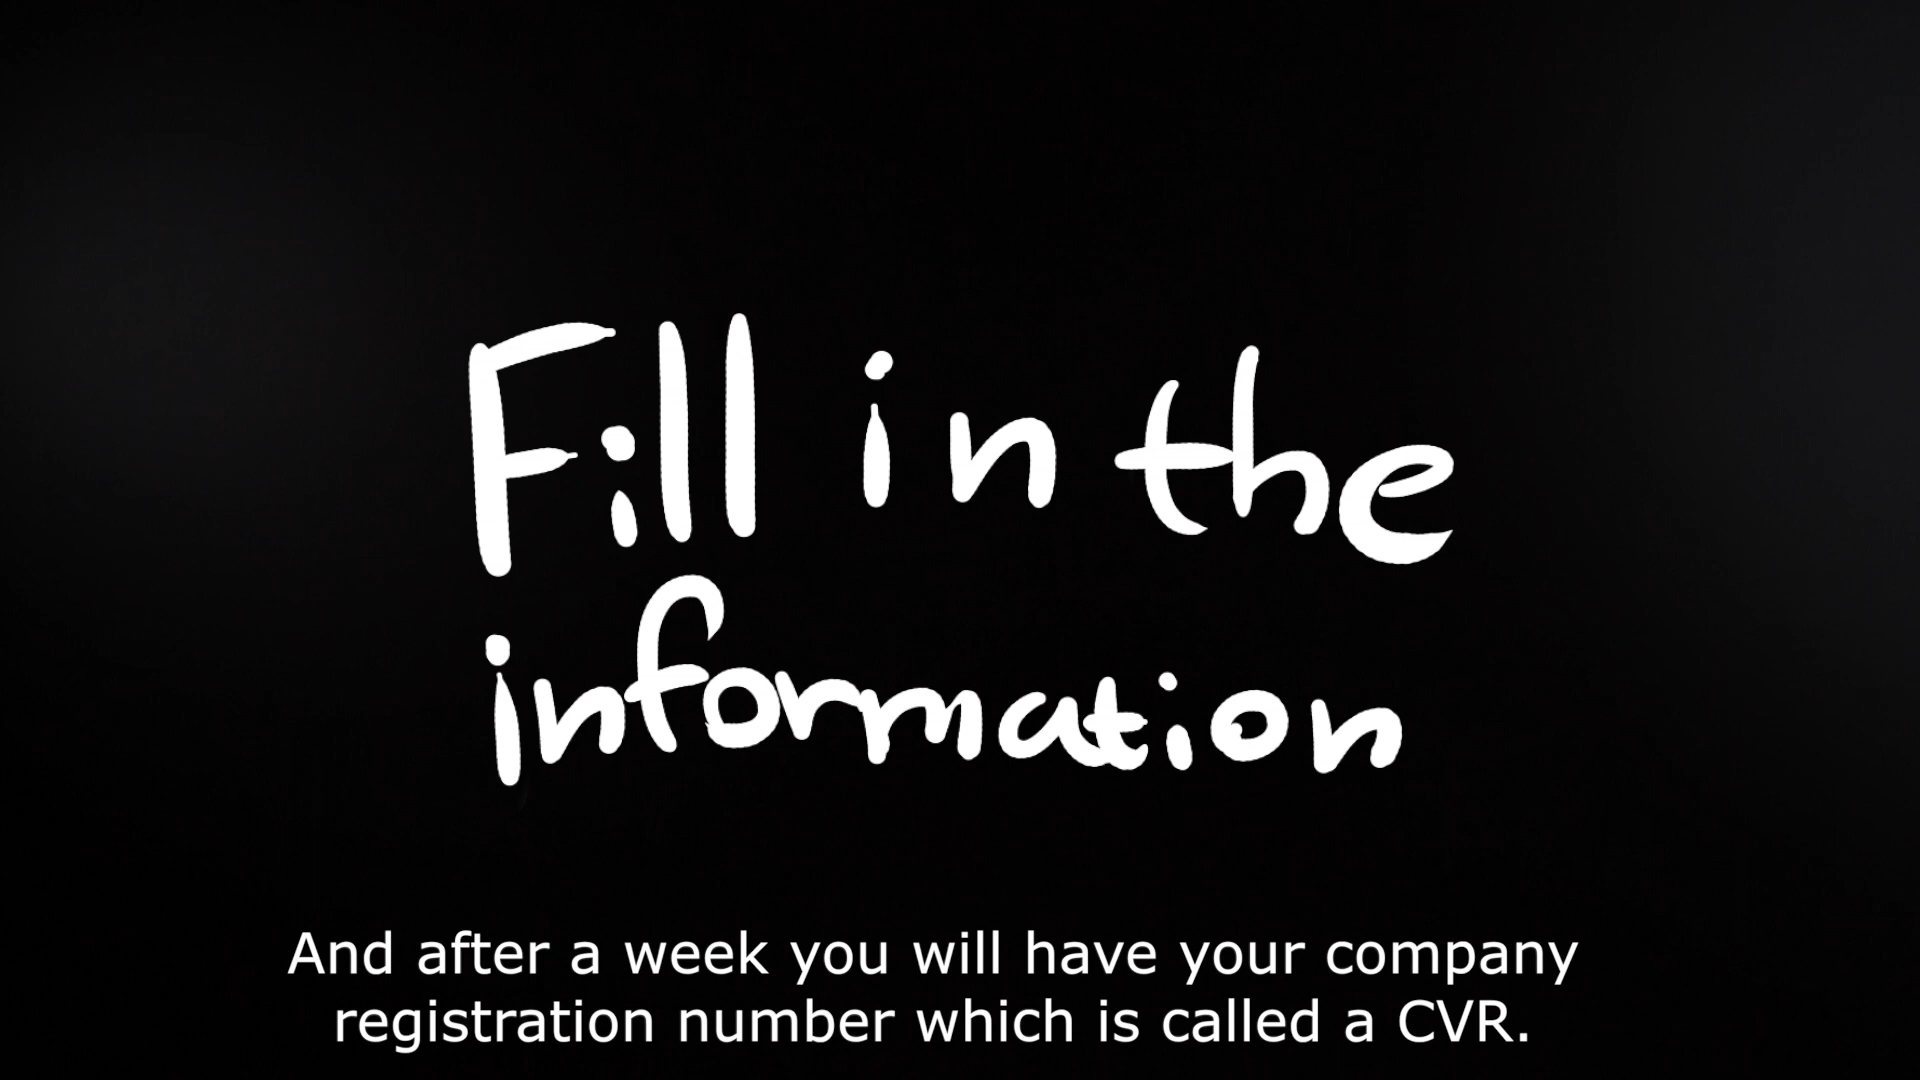 Fill in the
information
And after a week you will have your company
registration number which is called a CVR.